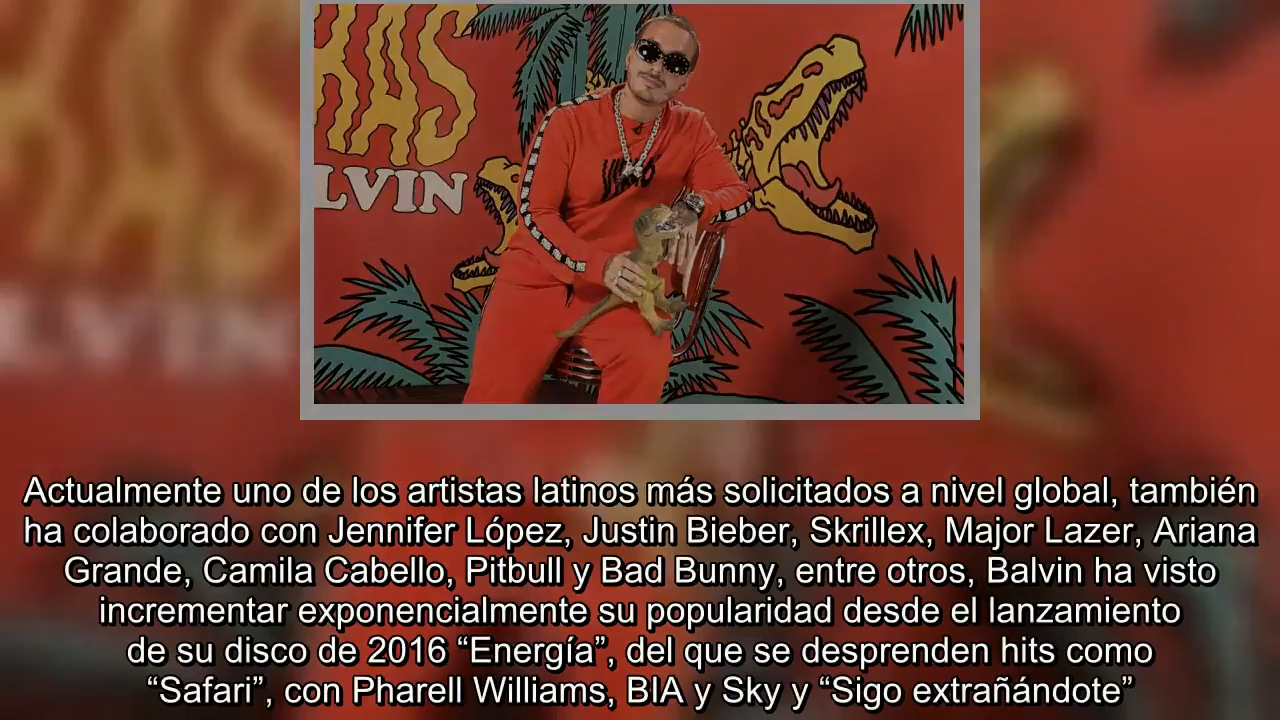 RAS
LVIN
Actualmente uno de los artistas latinos más solicitados a nivel global, también
ha colaborado con Jennifer López, Justin Bieber, Skrillex, Major Lazer, Ariana
Grande, Camila Cabello, Pitbull y Bad Bunny, entre otros, Balvin ha visto
incrementar exponencialmente su popularidad desde el lanzamiento
de su disco de 2016 “Energía”, del que se desprenden hits como
“Safari”, con Pharell Williams, BIA y Sky y “Sigo extrañándote”